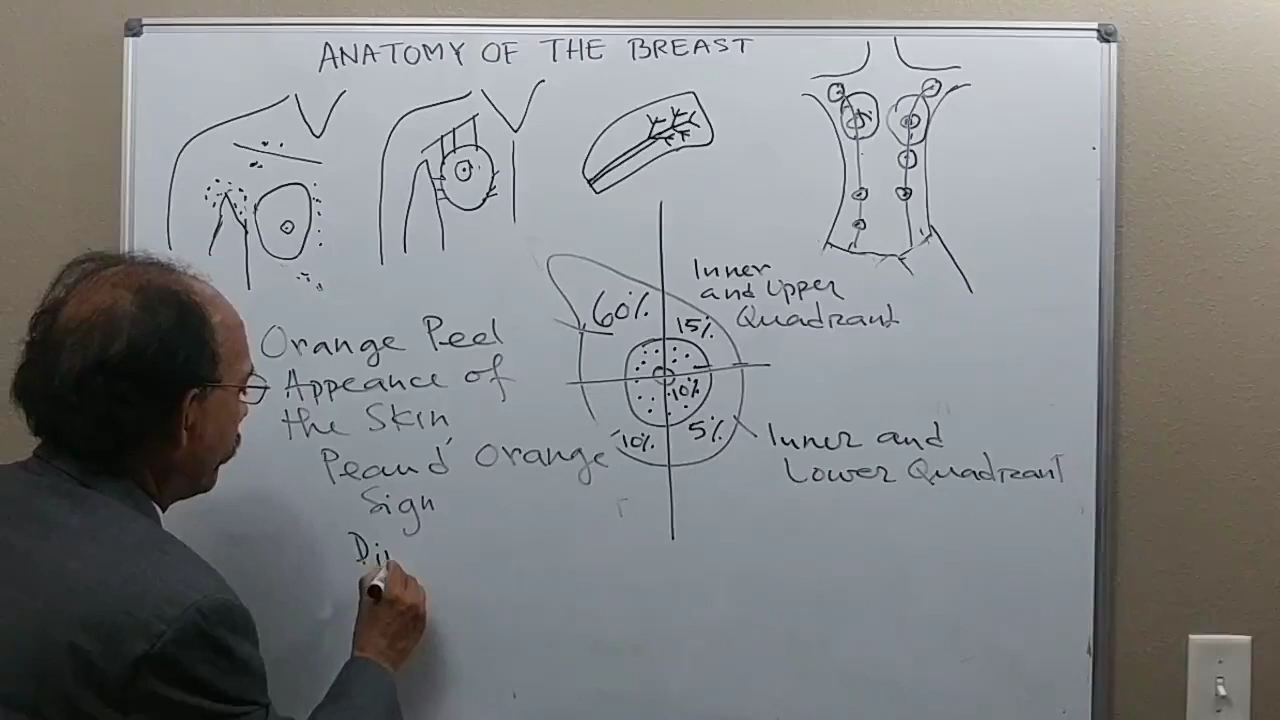 ANATOMY OF THE BREAST
Inner
and Upper
Quadrant
60%
15%
10%
10%
5%
Inner and
Lower Quadrant
Orange Peel
Appeance of
the Skin
Peaud' Orange
Sign